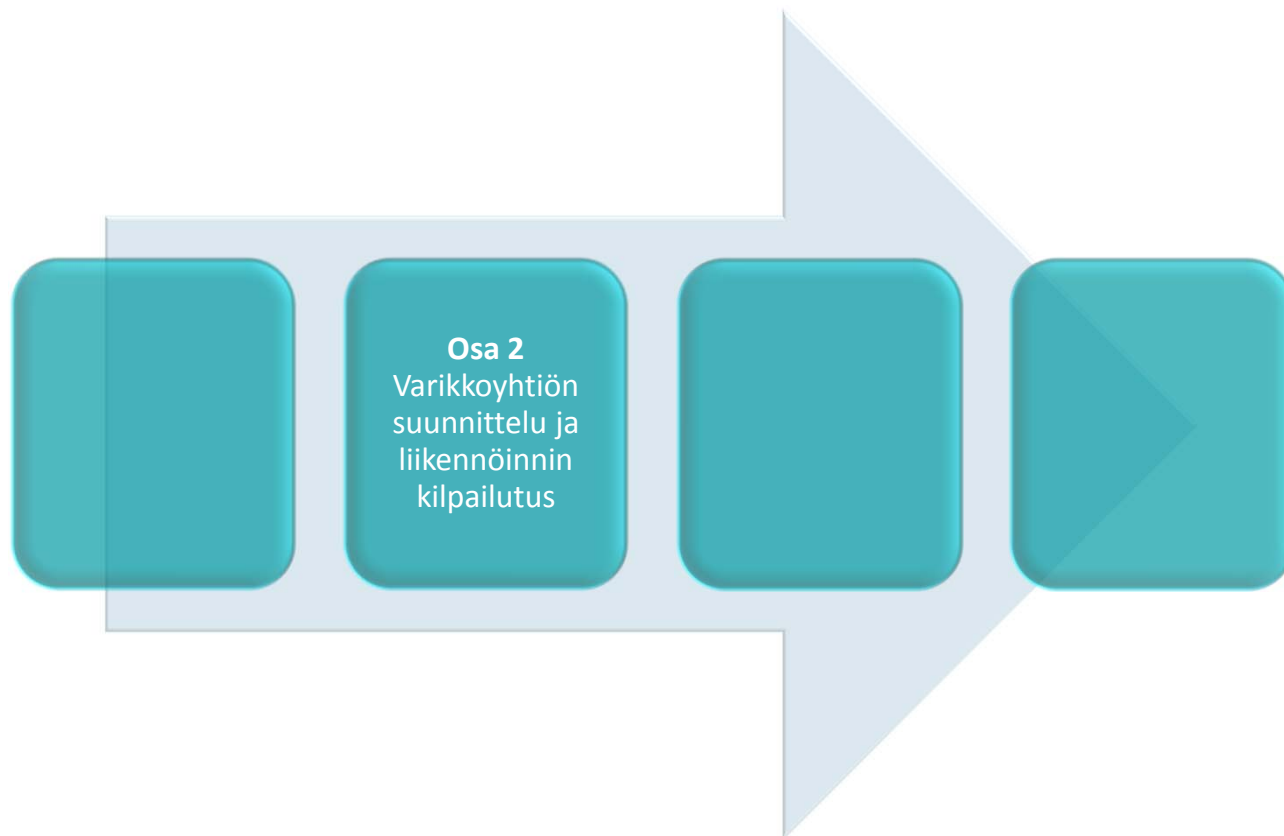 Osa 2
Varikkoyhtiön
suunnittelu ja
liikennöinnin
kilpailutus